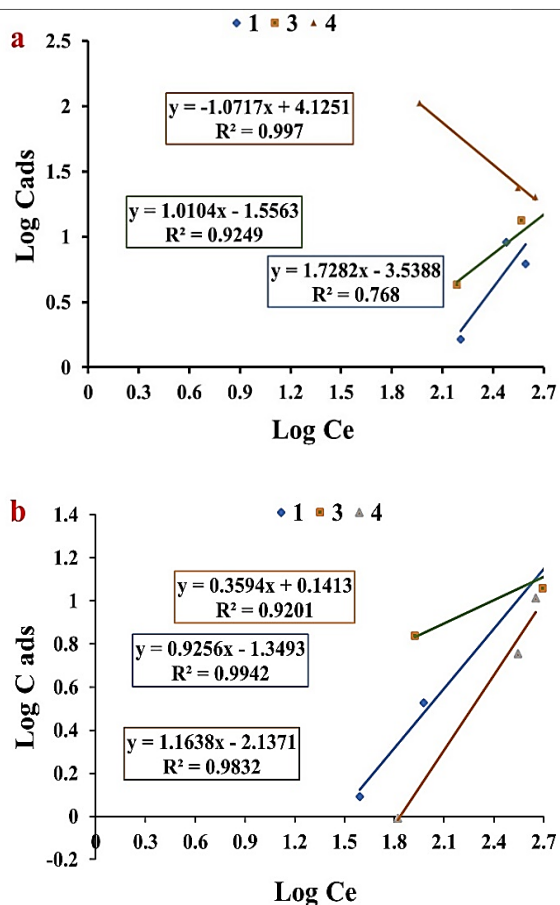 a
1 3 4
2.5
2
1.5
1
0.5
0
Log Cads
y = -1.0717x + 4.1251
R² = 0.997
y = 1.0104x - 1.5563
R² = 0.9249
y = 1.7282x - 3.5388
R² = 0.768
0 0.3 0.6 0.9 1.2 1.5 1.8 2.1 2.4 2.7
Log Ce
b
1 3 4
1.4
1.2
1
0.8
0.6
0.4
0.2
0
-0.2
Log C ads
y = 0.3594x + 0.1413
R² = 0.9201
y = 0.9256x - 1.3493
R² = 0.9942
y = 1.1638x - 2.1371
R² = 0.9832
0 0.3 0.6 0.9 1.2 1.5 1.8 2.1 2.4 2.7
Log Ce